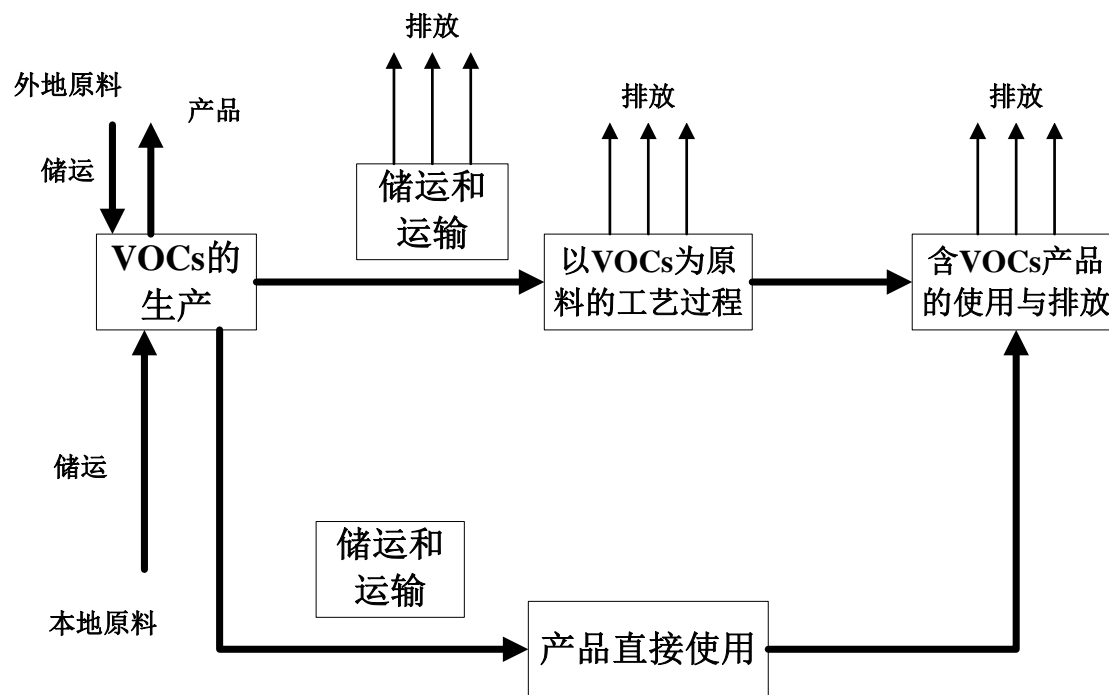 排放
外地原料
产品
排放
排放
储运
储运和
运输
VOCs的
生产
以VOCs为原
料的工艺过程
含VOCs产品
的使用与排放
储运
储运和
运输
本地原料
产品直接使用